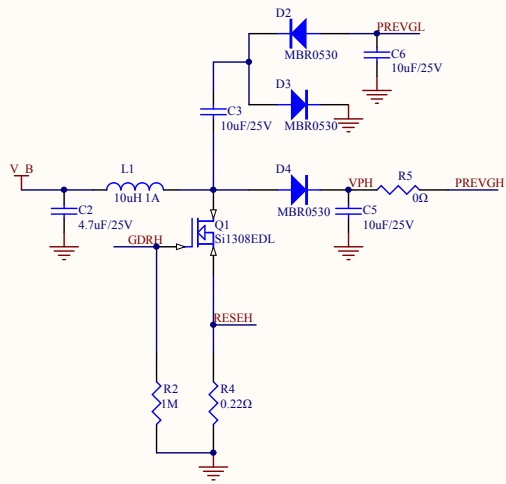 D2
PREVGL
MBR0530
C6
10uF/25V
D3
C3
10uF/25V
MBR0530
V_B
L1
D4
VPH
R5
PREVGH
10uH 1A
0Ω
C2
4.7uF/25V
MBR0530
C5
10uF/25V
Q1
Si1308EDL
GDRH
RESEH
R2
1M
R4
0.22Ω